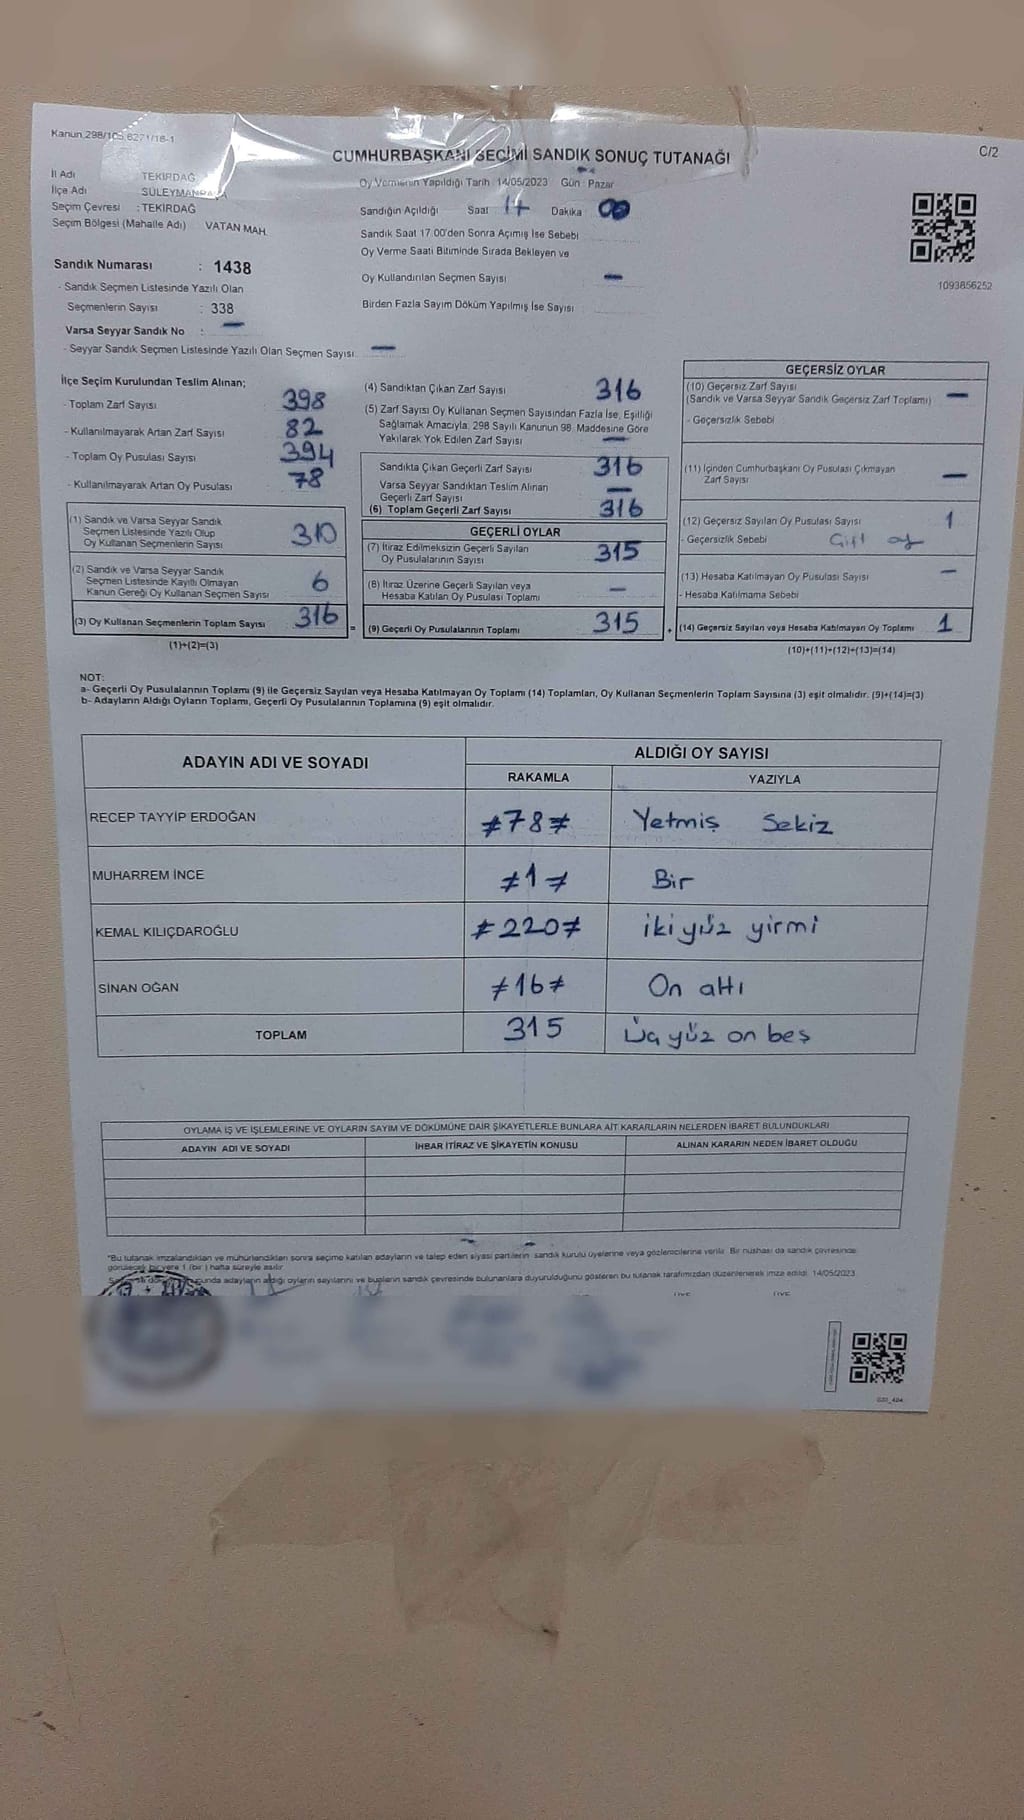 Kanun 298/105,6271/18-1
C/2
CUMHURBAŞKANI SEÇİMİ SANDIK SONUÇ TUTANAĞI
İl Adı TEKİRDAĞ
İlçe Adı SÜLEYMANPAŞA
Seçim Çevresi : TEKİRDAĞ
Seçim Bölgesi (Mahalle Adı) VATAN MAH.
Oy Vermenin Yapıldığı Tarih 14/05/2023 Gün : Pazar
Sandığın Açıldığı Saat 17 Dakika 00
Sandık Saat 17:00'den Sonra Açımış İse Sebebi
Oy Verme Saati Bitiminde Sırada Bekleyen ve
Oy Kullandırılan Seçmen Sayısı —
Birden Fazla Sayım Döküm Yapılmış İse Sayısı
1093856252
Sandık Numarası : 1438
- Sandık Seçmen Listesinde Yazılı Olan
Seçmenlerin Sayısı : 338
Varsa Seyyar Sandık No : —
- Seyyar Sandık Seçmen Listesinde Yazılı Olan Seçmen Sayısı —
İlçe Seçim Kurulundan Teslim Alınan;
- Toplam Zarf Sayısı 398
- Kullanılmayarak Artan Zarf Sayısı 82
- Toplam Oy Pusulası Sayısı 394
- Kullanılmayarak Artan Oy Pusulası 78
(1) Sandık ve Varsa Seyyar Sandık
Seçmen Listesinde Yazılı Olup
Oy Kullanan Seçmenlerin Sayısı 310
(2) Sandık ve Varsa Seyyar Sandık
Seçmen Listesinde Kayıtlı Olmayan
Kanun Gereği Oy Kullanan Seçmen Sayısı 6
(3) Oy Kullanan Seçmenlerin Toplam Sayısı 316 =
(1)+(2)=(3)
(4) Sandıktan Çıkan Zarf Sayısı 316
(5) Zarf Sayısı Oy Kullanan Seçmen Sayısından Fazla İse, Eşitliği
Sağlamak Amacıyla, 298 Sayılı Kanunun 98. Maddesine Göre
Yakılarak Yok Edilen Zarf Sayısı —
Sandıkta Çıkan Geçerli Zarf Sayısı 316
Varsa Seyyar Sandıktan Teslim Alınan
Geçerli Zarf Sayısı —
(6) Toplam Geçerli Zarf Sayısı 316
GEÇERLİ OYLAR
(7) İtiraz Edilmeksizin Geçerli Sayılan
Oy Pusulalarının Sayısı 315
(8) İtiraz Üzerine Geçerli Sayılan veya
Hesaba Katılan Oy Pusulası Toplamı —
(9) Geçerli Oy Pusulalarının Toplamı 315 +
GEÇERSİZ OYLAR
(10) Geçersiz Zarf Sayısı
(Sandık ve Varsa Seyyar Sandık Geçersiz Zarf Toplamı) —
- Geçersizlik Sebebi
(11) İçinden Cumhurbaşkanı Oy Pusulası Çıkmayan
Zarf Sayısı —
(12) Geçersiz Sayılan Oy Pusulası Sayısı 1
- Geçersizlik Sebebi Çift oy
(13) Hesaba Katılmayan Oy Pusulası Sayısı —
- Hesaba Katılmama Sebebi
(14) Geçersiz Sayılan veya Hesaba Katılmayan Oy Toplamı 1
(10)+(11)+(12)+(13)=(14)
NOT:
a- Geçerli Oy Pusulalarının Toplamı (9) ile Geçersiz Sayılan veya Hesaba Katılmayan Oy Toplamı (14) Toplamları, Oy Kullanan Seçmenlerin Toplam Sayısına (3) eşit olmalıdır. (9)+(14)=(3)
b- Adayların Aldığı Oyların Toplamı, Geçerli Oy Pusulalarının Toplamına (9) eşit olmalıdır.
ADAYIN ADI VE SOYADI ALDIĞI OY SAYISI
RAKAMLA YAZIYLA
RECEP TAYYİP ERDOĞAN ≠78≠ Yetmiş Sekiz
MUHARREM İNCE ≠1≠ Bir
KEMAL KILIÇDAROĞLU ≠220≠ iki yüz yirmi
SİNAN OĞAN ≠16≠ On altı
TOPLAM 315 Üç yüz on beş
OYLAMA İŞ VE İŞLEMLERİNE VE OYLARIN SAYIM VE DÖKÜMÜNE DAİR ŞİKAYETLERLE BUNLARA AİT KARARLARIN NELERDEN İBARET BULUNDUKLARI
ADAYIN ADI VE SOYADI İHBAR İTİRAZ VE ŞİKAYETİN KONUSU ALINAN KARARIN NEDEN İBARET OLDUĞU
*Bu tutanak imzalandıktan ve mühürlendikten sonra seçime katılan adayların ve talep eden siyasi partilerin sandık kurulu üyelerine veya gözlemcilerine verilir. Bir nüshası da sandık çevresinde
görülecek bir yere 1 (bir) hafta süreyle asılır.
adayların aldığı oyların sayılarını ve bunların sandık çevresinde bulunanlara duyurulduğunu gösteren bu tutanak tarafımızdan düzenlenerek imza edildi. 14/05/2023
ÜYE ÜYE